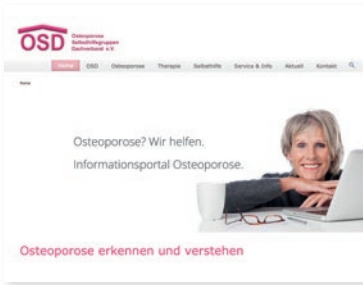 OSD
Osteoporose
Selbsthilfegruppen
Dachverband e.V.
Home OSD Osteoporose Therapie Selbsthilfe Service & Info Aktuell Kontakt
Home
Osteoporose? Wir helfen.
Informationsportal Osteoporose.
Osteoporose erkennen und verstehen